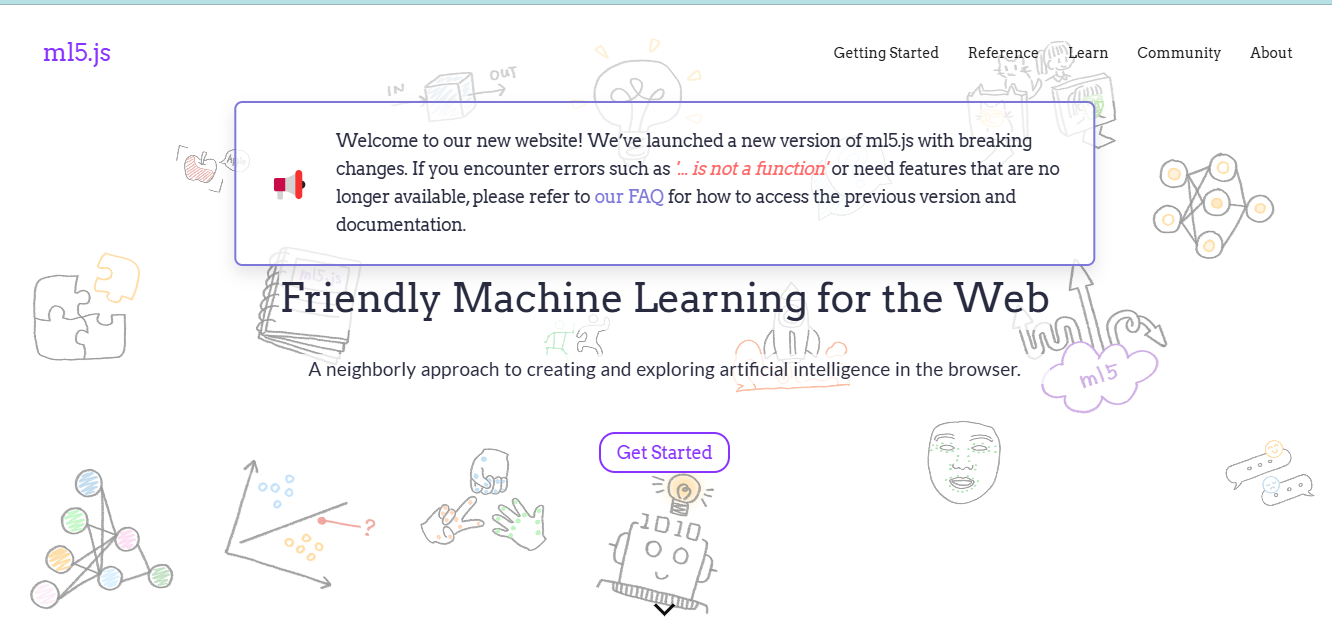 ml5.js
Getting Started Reference Learn Community About
IN
OUT
Welcome to our new website! We've launched a new version of ml5.js with breaking
changes. If you encounter errors such as '... is not a function' or need features that are no
longer available, please refer to our FAQ for how to access the previous version and
documentation.
Apple
ml5.js
Friendly Machine Learning for the Web
A neighborly approach to creating and exploring artificial intelligence in the browser.
ml5
Get Started
?
1010